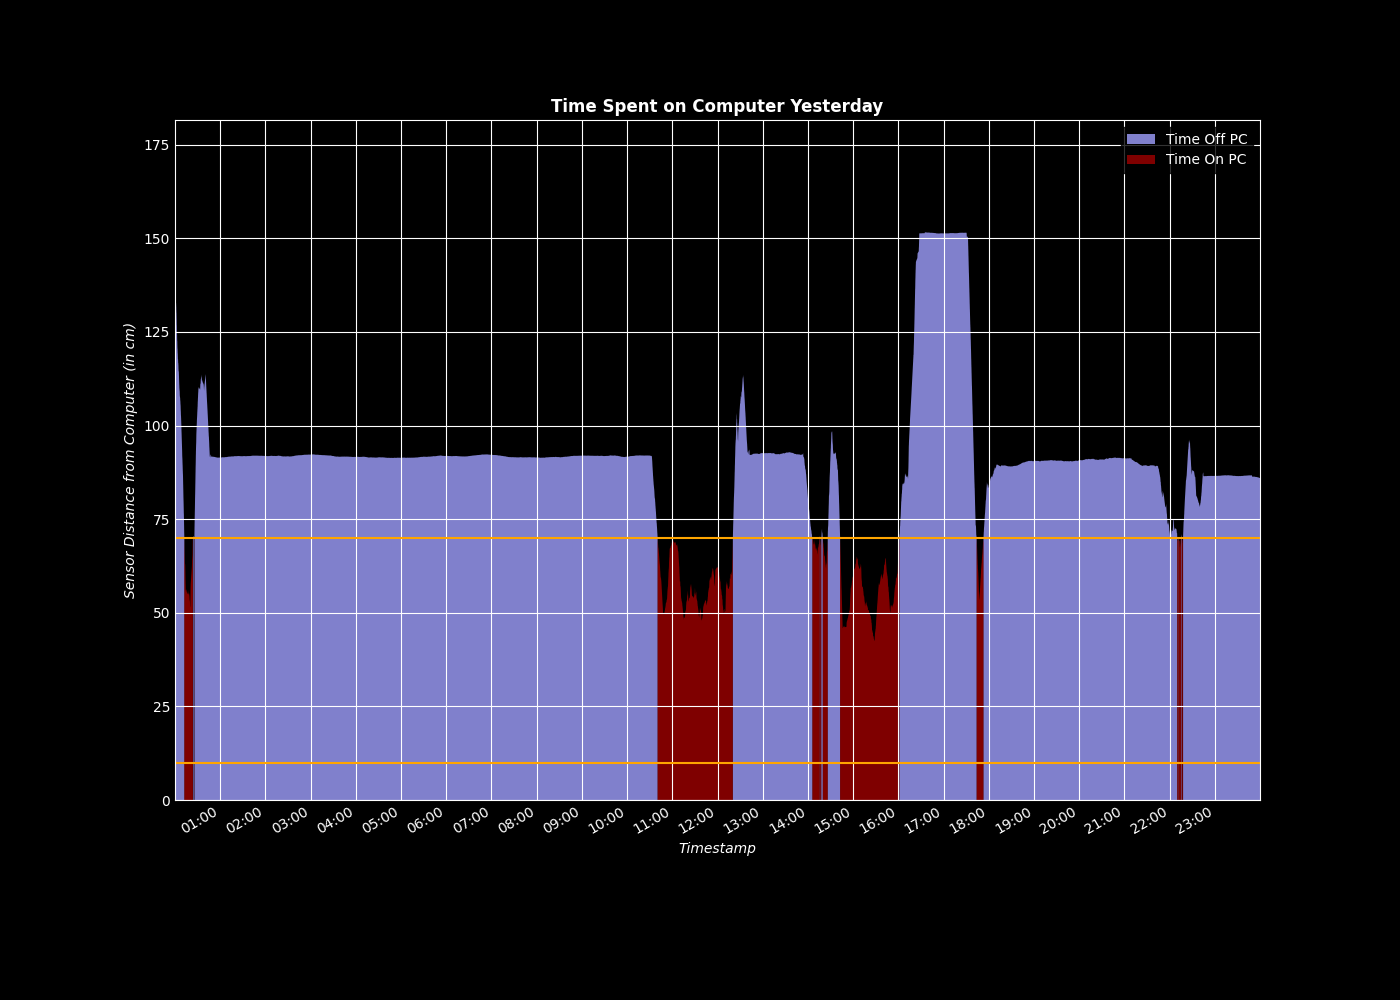 Time Spent on Computer Yesterday
Time Off PC
Time On PC
175
150
125
100
75
50
25
0
Sensor Distance from Computer (in cm)
01:00 02:00 03:00 04:00 05:00 06:00 07:00 08:00 09:00 10:00 11:00 12:00 13:00 14:00 15:00 16:00 17:00 18:00 19:00 20:00 21:00 22:00 23:00
Timestamp